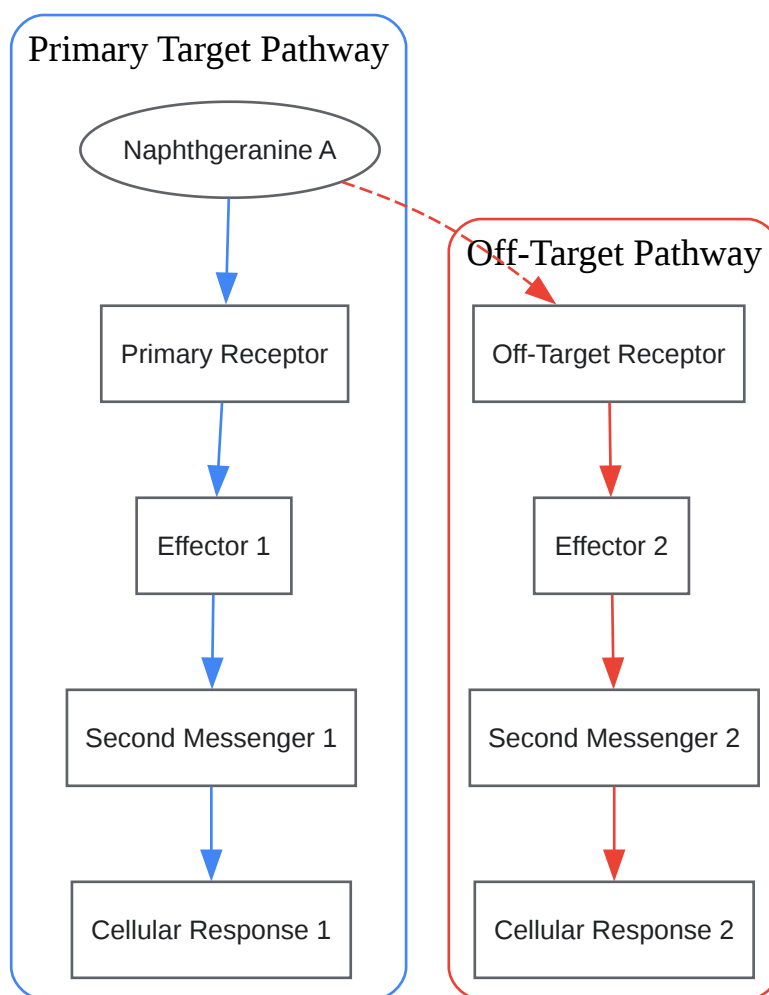 Primary Target Pathway
Naphthgeranine A
Primary Receptor
Effector 1
Second Messenger 1
Cellular Response 1
Off-Target Pathway
Off-Target Receptor
Effector 2
Second Messenger 2
Cellular Response 2